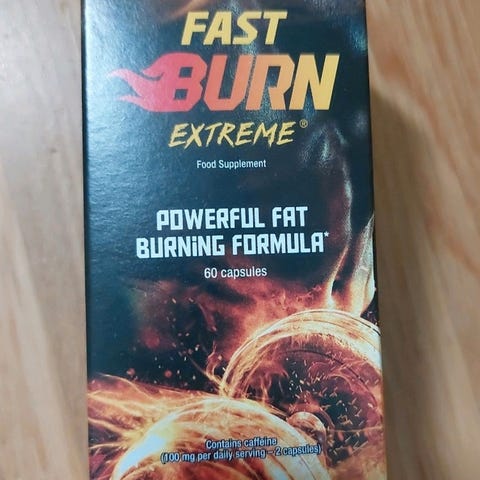 FAST
BURN
EXTREME®
Food Supplement
POWERFUL FAT
BURNING FORMULA*
60 capsules
Contains caffeine
(100 mg per daily serving – 2 capsules)